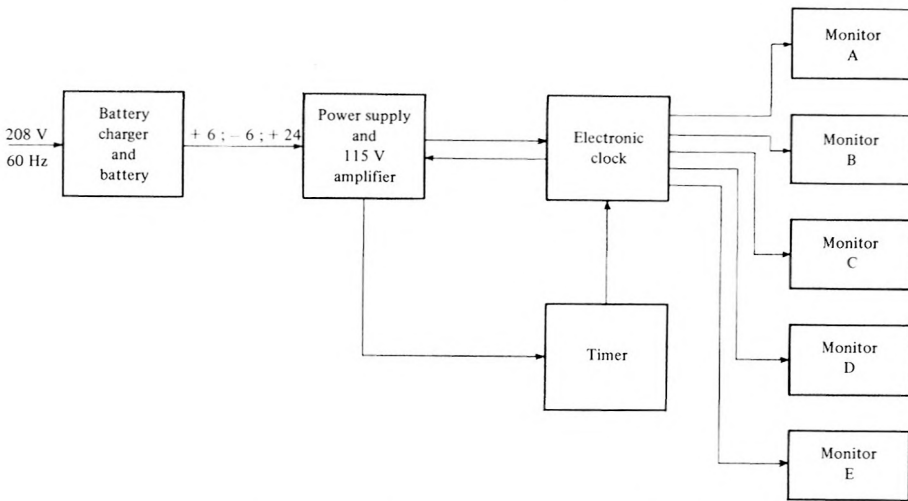 208 V
60 Hz
Battery
charger
and
battery
+ 6 ; − 6 ; + 24
Power supply
and
115 V
amplifier
Electronic
clock
Timer
Monitor
A
Monitor
B
Monitor
C
Monitor
D
Monitor
E